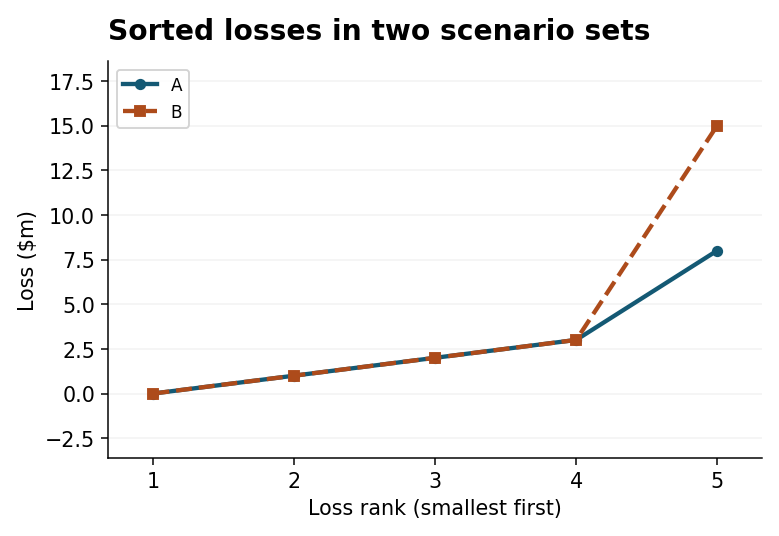 Sorted losses in two scenario sets
17.5
15.0
12.5
10.0
7.5
5.0
2.5
0.0
−2.5
Loss ($m)
A
B
1 2 3 4 5
Loss rank (smallest first)